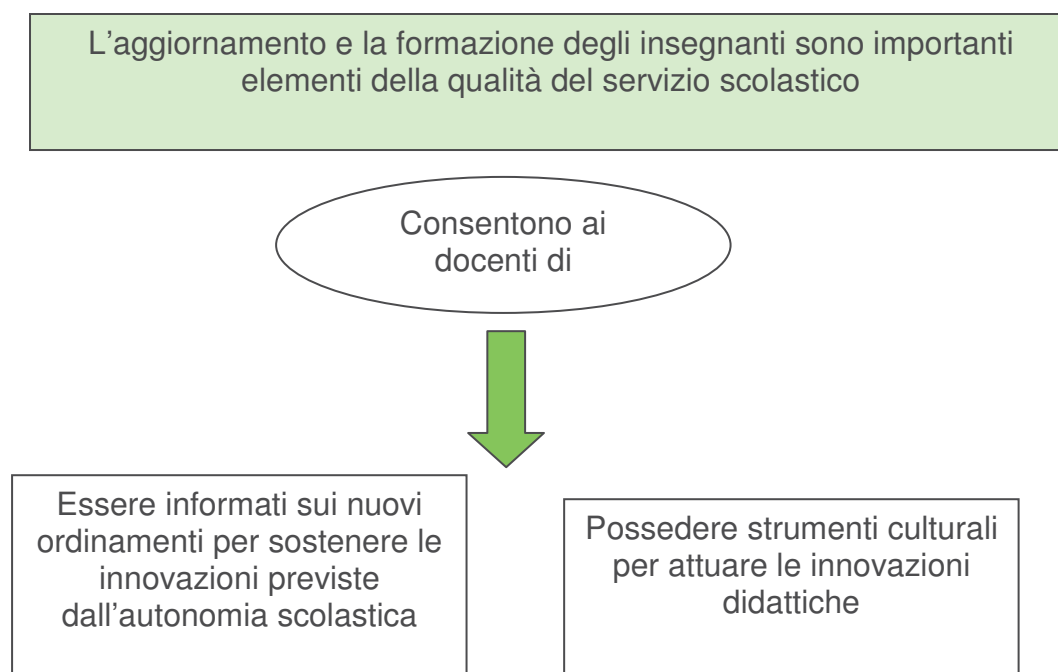 L'aggiornamento e la formazione degli insegnanti sono importanti
elementi della qualità del servizio scolastico
Consentono ai
docenti di
Essere informati sui nuovi
ordinamenti per sostenere le
innovazioni previste
dall'autonomia scolastica
Possedere strumenti culturali
per attuare le innovazioni
didattiche